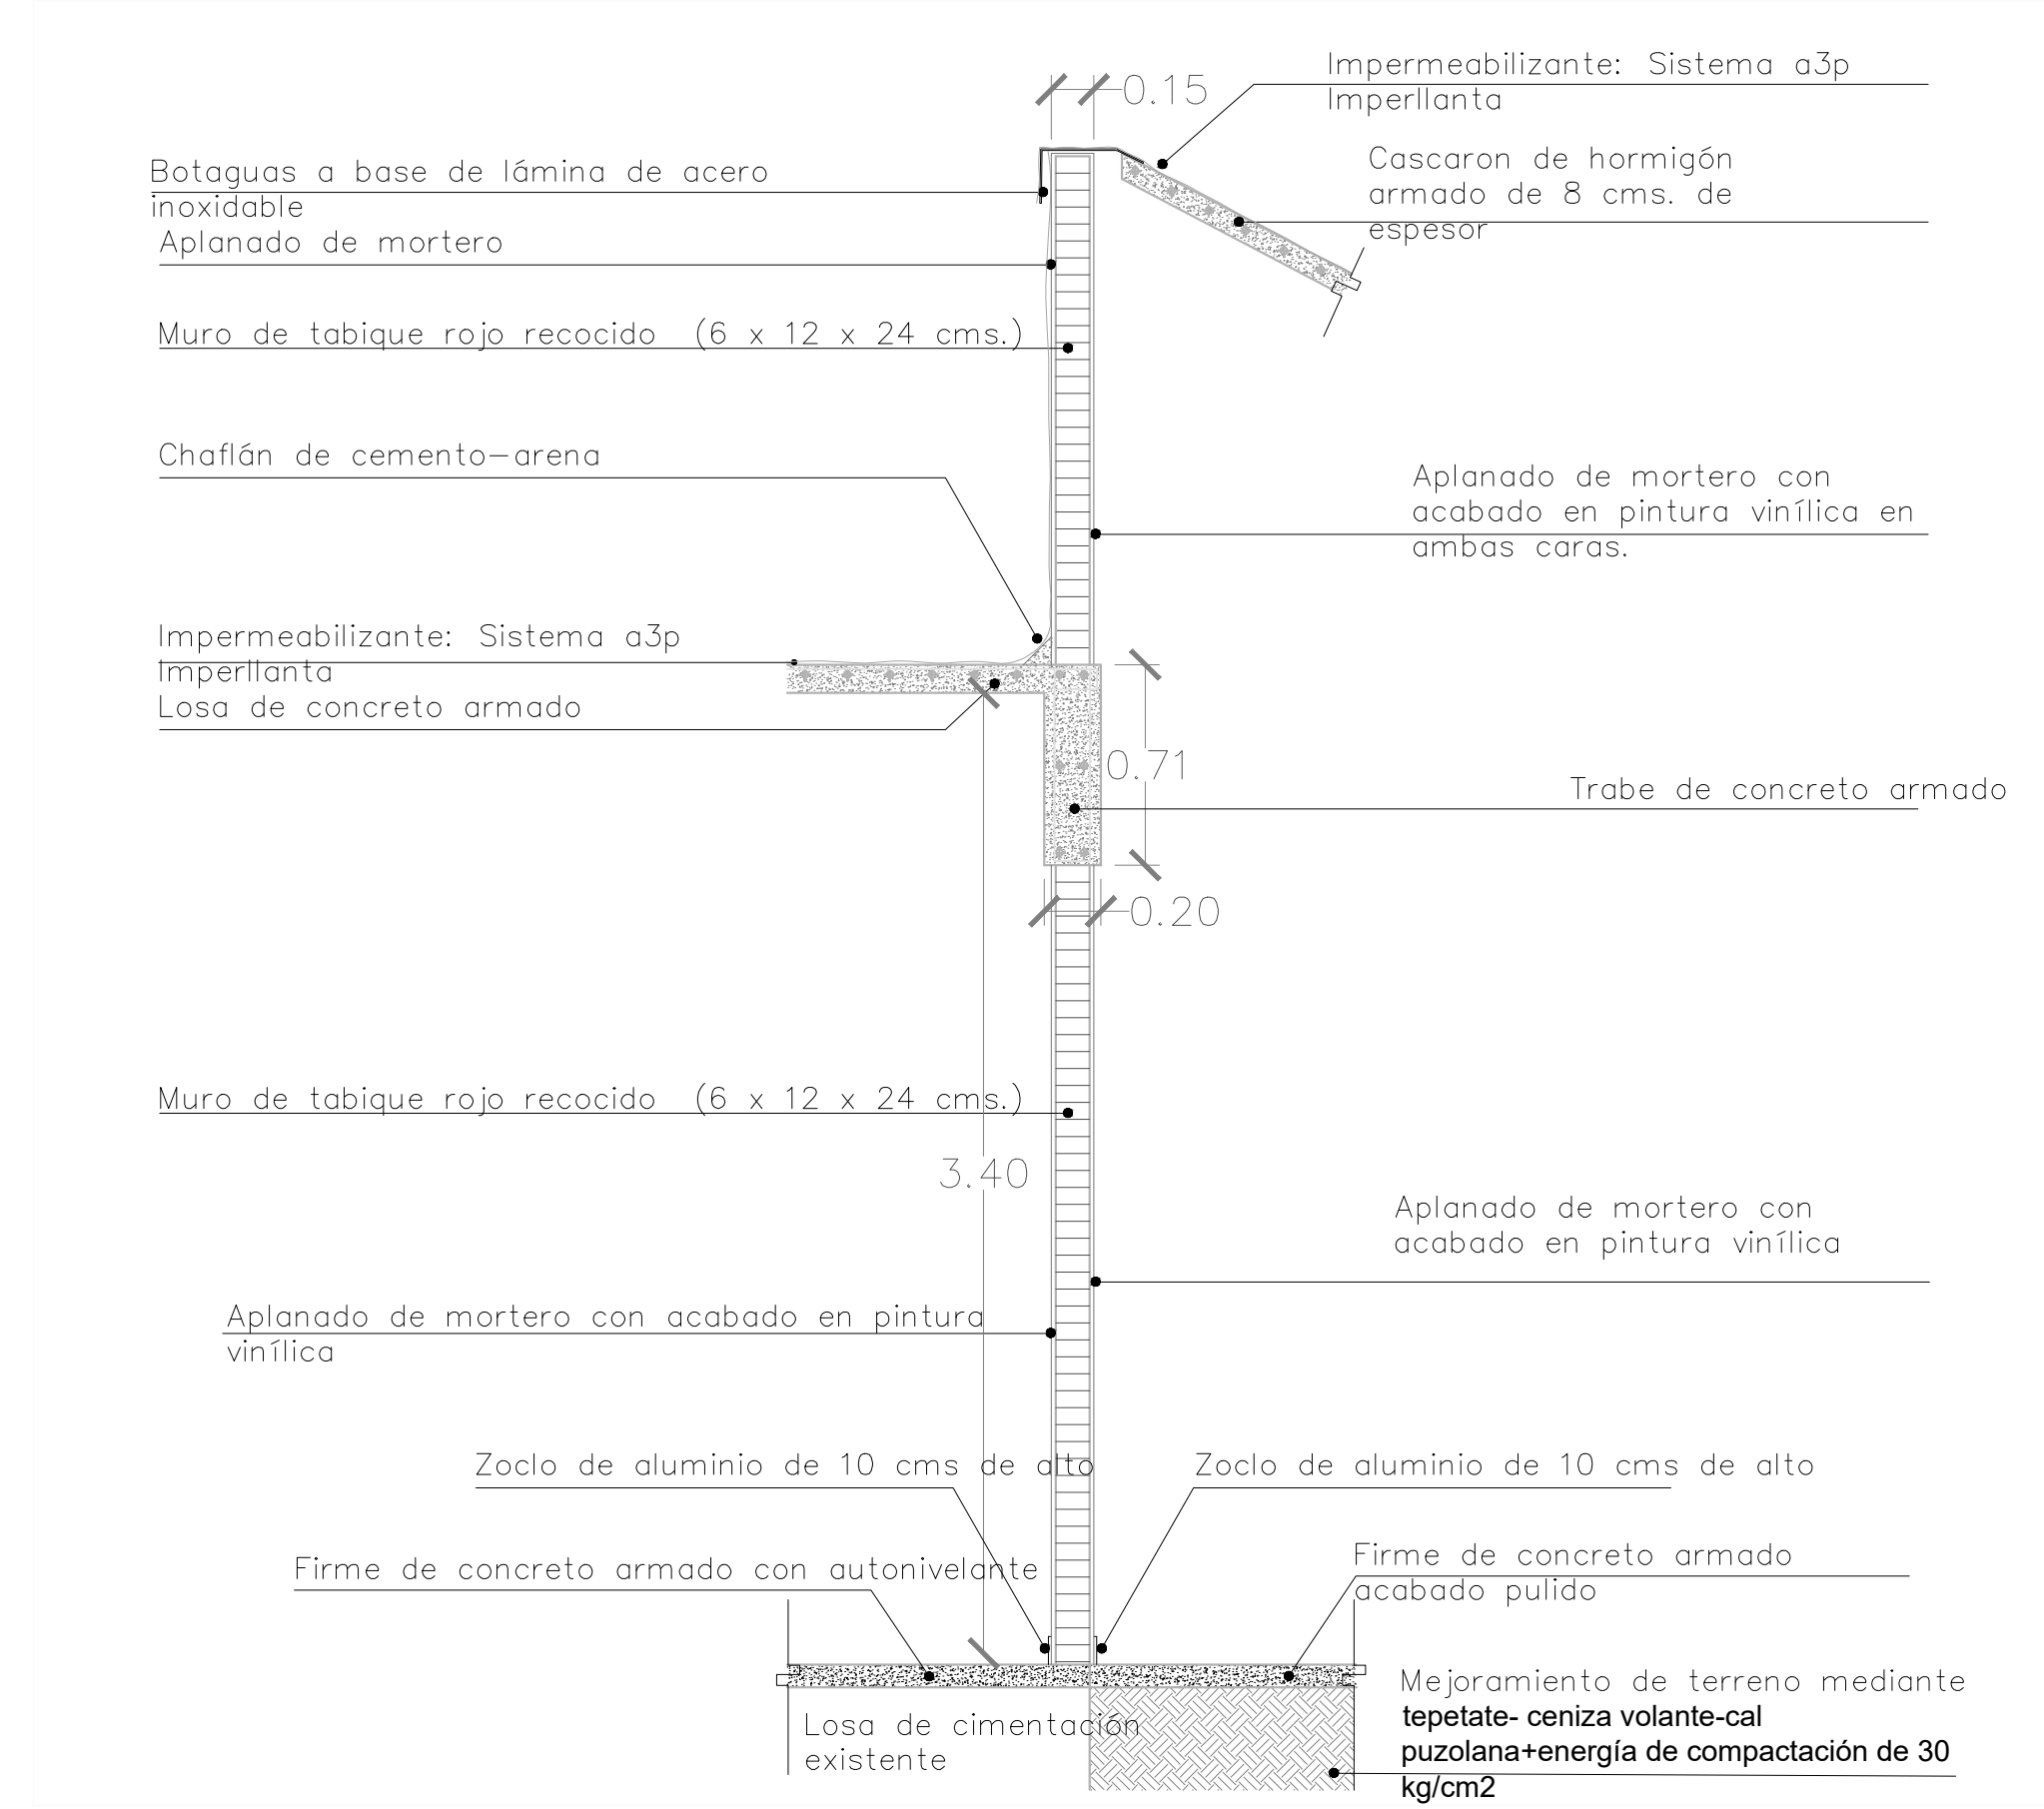 Impermeabilizante: Sistema a3p
Imperllanta
0.15
Botaguas a base de lámina de acero
inoxidable
Cascaron de hormigón
armado de 8 cms. de
espesor
Aplanado de mortero
Muro de tabique rojo recocido (6 x 12 x 24 cms.)
Chaflán de cemento-arena
Aplanado de mortero con
acabado en pintura vinílica en
ambas caras.
Impermeabilizante: Sistema a3p
Imperllanta
Losa de concreto armado
0.71
Trabe de concreto armado
0.20
Muro de tabique rojo recocido (6 x 12 x 24 cms.)
3.40
Aplanado de mortero con
acabado en pintura vinílica
Aplanado de mortero con acabado en pintura
vinílica
Zoclo de aluminio de 10 cms de alto
Zoclo de aluminio de 10 cms de alto
Firme de concreto armado con autonivelante
Firme de concreto armado
acabado pulido
Losa de cimentación
existente
Mejoramiento de terreno mediante
tepetate- ceniza volante-cal
puzolana+energía de compactación de 30
kg/cm2